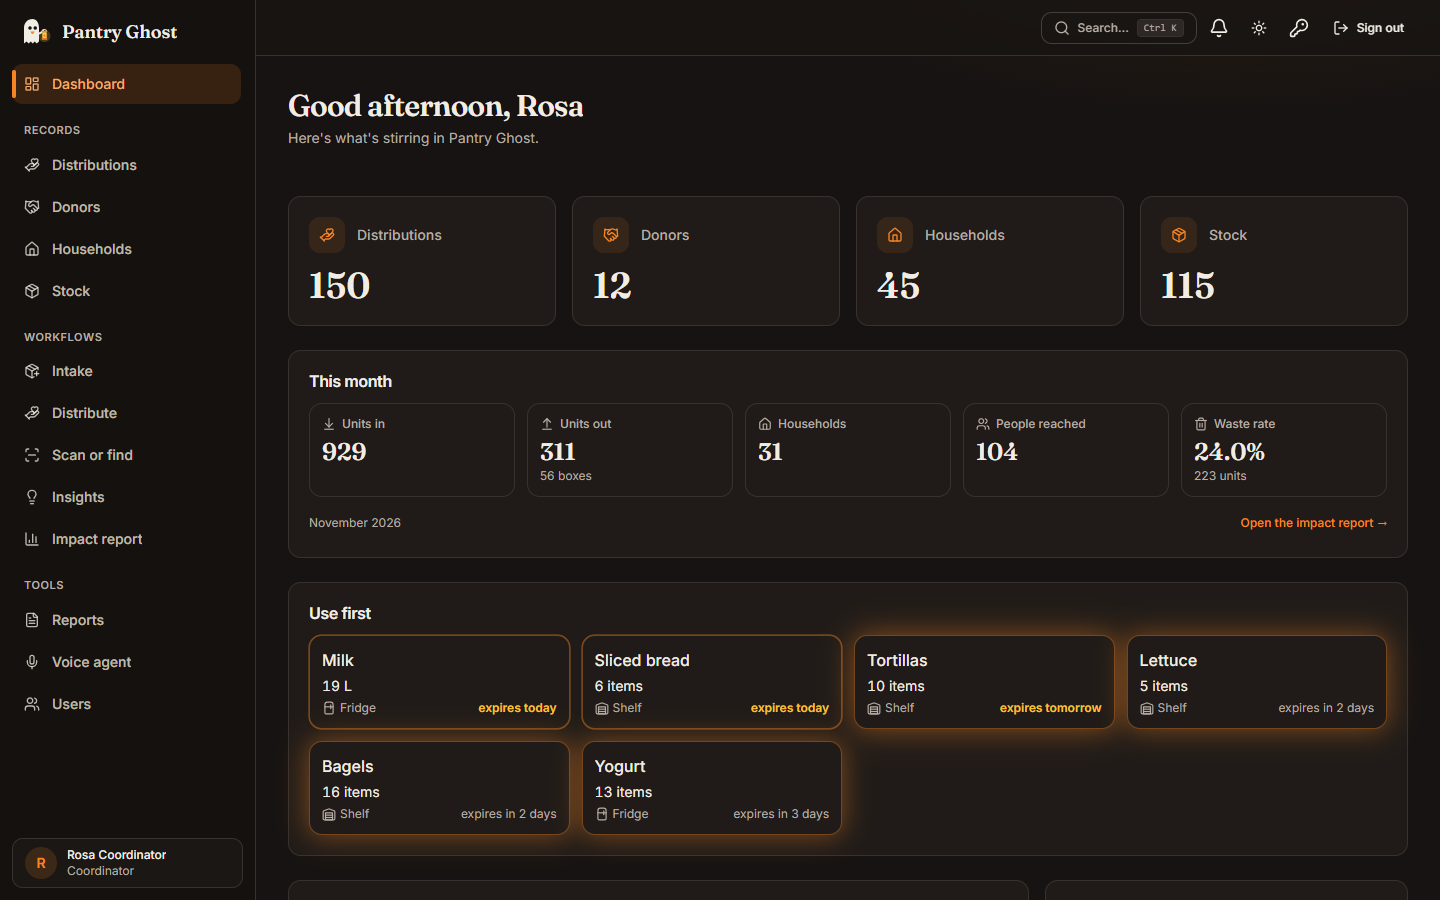 Pantry Ghost
Search... Ctrl K
Sign out
Dashboard
RECORDS
Distributions
Donors
Households
Stock
WORKFLOWS
Intake
Distribute
Scan or find
Insights
Impact report
TOOLS
Reports
Voice agent
Users
R
Rosa Coordinator
Coordinator
Good afternoon, Rosa
Here's what's stirring in Pantry Ghost.
Distributions
150
Donors
12
Households
45
Stock
115
This month
Units in
929
Units out
311
56 boxes
Households
31
People reached
104
Waste rate
24.0%
223 units
November 2026
Open the impact report →
Use first
Milk
19 L
Fridge expires today
Sliced bread
6 items
Shelf expires today
Tortillas
10 items
Shelf expires tomorrow
Lettuce
5 items
Shelf expires in 2 days
Bagels
16 items
Shelf expires in 2 days
Yogurt
13 items
Fridge expires in 3 days